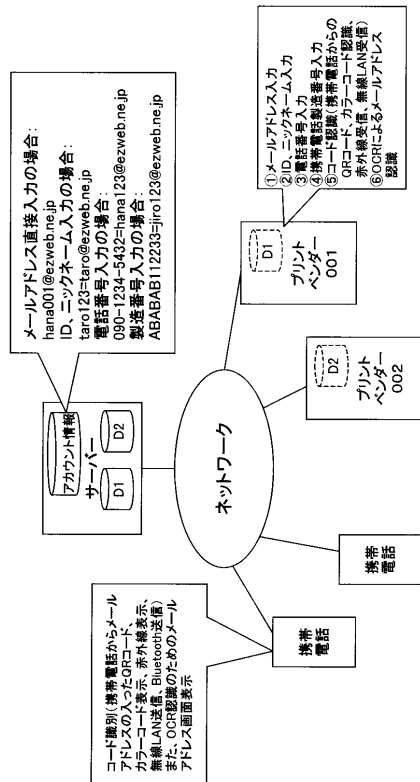 メールアドレス直接入力の場合:
hana001@ezweb.ne.jp
ID、ニックネーム入力の場合:
taro123=taro@ezweb.ne.jp
電話番号入力の場合:
090-1234-5432=hana123@ezweb.ne.jp
製造番号入力の場合:
ABABAB112233=jiro123@ezweb.ne.jp
アカウント情報
サーバー
D1
D2
ネットワーク
①メールアドレス入力
②ID、ニックネーム入力
③電話番号入力
④携帯電話製造番号入力
⑤コード認識(携帯電話からの
QRコード、カラーコード認識、
赤外線受信、無線LAN受信)
⑥OCRによるメールアドレス
認識
D1
プリント
ベンダー
001
D2
プリント
ベンダー
002
コード識別(携帯電話からメール
アドレスの入ったQRコード、
カラーコード表示、赤外線表示、
無線LAN送信、Bluetooth送信)
また、OCR認識のためのメール
アドレス画面表示
携帯
電話
携帯
電話